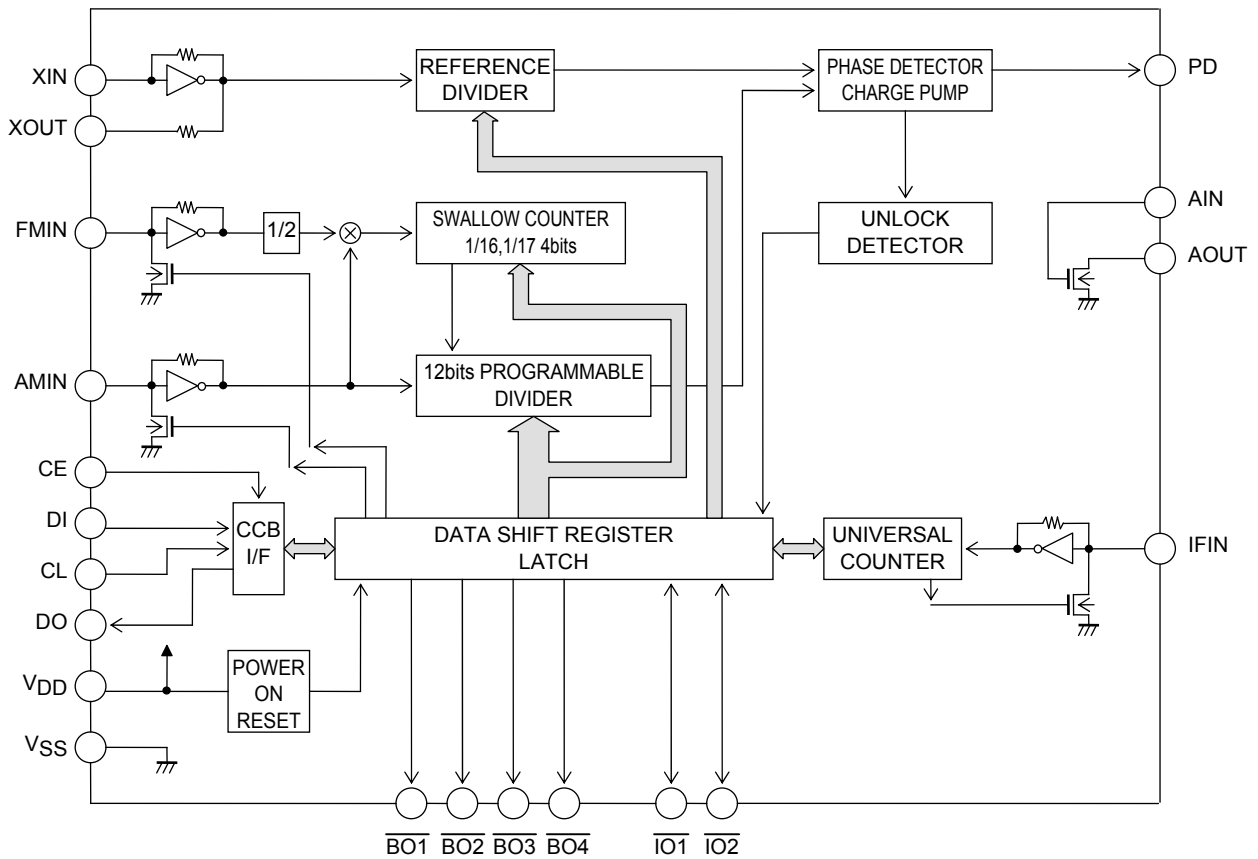 XIN
REFERENCE
DIVIDER
PHASE DETECTOR
CHARGE PUMP
PD
XOUT
FMIN
1/2
SWALLOW COUNTER
1/16,1/17 4bits
UNLOCK
DETECTOR
AIN
AOUT
AMIN
12bits PROGRAMMABLE
DIVIDER
CE
DI
CL
DO
CCB
I/F
DATA SHIFT REGISTER
LATCH
UNIVERSAL
COUNTER
IFIN
VDD
POWER
ON
RESET
VSS
BO1 BO2 BO3 BO4 IO1 IO2